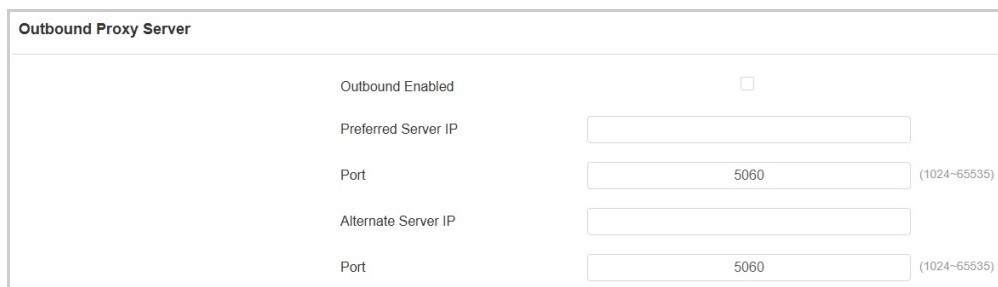 Outbound Proxy Server
Outbound Enabled
Preferred Server IP
Port 5060 (1024~65535)
Alternate Server IP
Port 5060 (1024~65535)